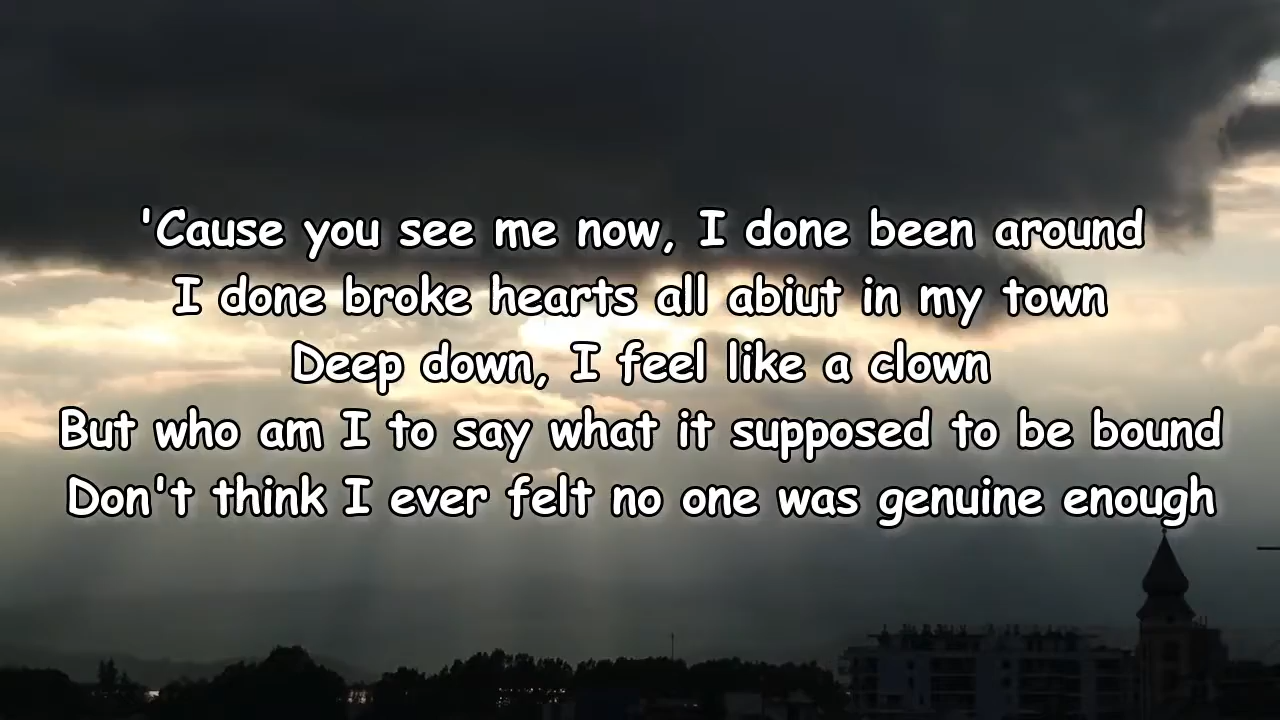 'Cause you see me now, I done been around
I done broke hearts all abiut in my town
Deep down, I feel like a clown
But who am I to say what it supposed to be bound
Don't think I ever felt no one was genuine enough